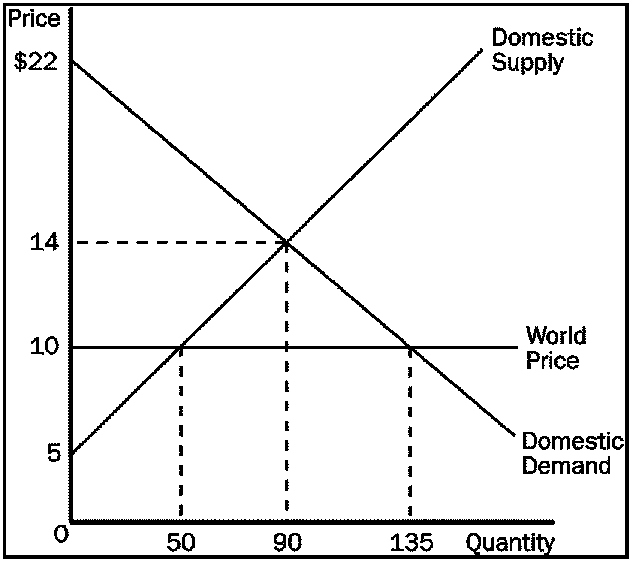 Price
Domestic
Supply
$22
14
10
World
Price
5
Domestic
Demand
0
50
90
135
Quantity